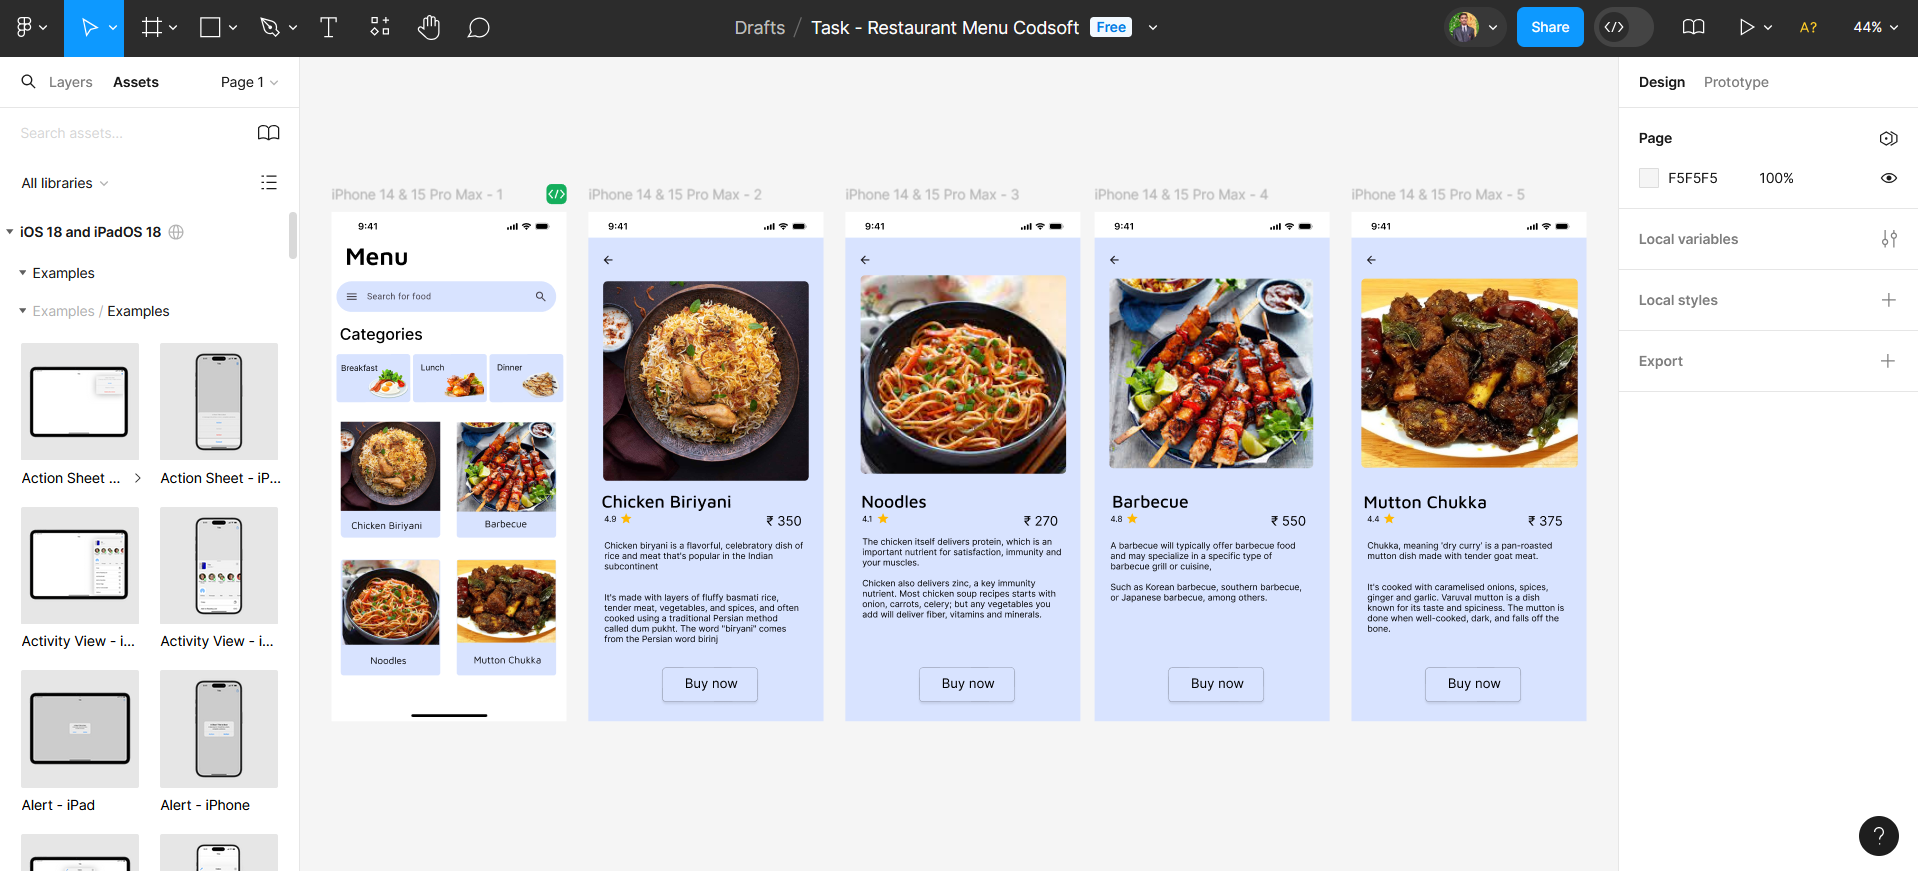 Drafts / Task - Restaurant Menu Codsoft Free
Share
A?
44%
Layers Assets Page 1
Search assets...
All libraries
iOS 18 and iPadOS 18
Examples
Examples / Examples
Action Sheet ...
Action Sheet - iP...
Activity View - i...
Activity View - i...
Alert - iPad
Alert - iPhone
iPhone 14 & 15 Pro Max - 1
9:41
Menu
Search for food
Categories
Breakfast
Lunch
Dinner
Chicken Biriyani
Barbecue
Noodles
Mutton Chukka
iPhone 14 & 15 Pro Max - 2
9:41
Chicken Biriyani
4.9
₹ 350
Chicken biryani is a flavorful, celebratory dish of
rice and meat that's popular in the Indian
subcontinent
It's made with layers of fluffy basmati rice,
tender meat, vegetables, and spices, and often
cooked using a traditional Persian method
called dum pukht. The word "biryani" comes
from the Persian word birinj
Buy now
iPhone 14 & 15 Pro Max - 3
9:41
Noodles
4.1
₹ 270
The chicken itself delivers protein, which is an
important nutrient for satisfaction, immunity and
your muscles.
Chicken also delivers zinc, a key immunity
nutrient. Most chicken soup recipes starts with
onion, carrots, celery; but any vegetables you
add will deliver fiber, vitamins and minerals.
Buy now
iPhone 14 & 15 Pro Max - 4
9:41
Barbecue
4.8
₹ 550
A barbecue will typically offer barbecue food
and may specialize in a specific type of
barbecue grill or cuisine,
Such as Korean barbecue, southern barbecue,
or Japanese barbecue, among others.
Buy now
iPhone 14 & 15 Pro Max - 5
9:41
Mutton Chukka
4.4
₹ 375
Chukka, meaning 'dry curry' is a pan-roasted
mutton dish made with tender goat meat.
It's cooked with caramelised onions, spices,
ginger and garlic. Varuval mutton is a dish
known for its taste and spiciness. The mutton is
done when well-cooked, dark, and falls off the
bone.
Buy now
Design Prototype
Page
F5F5F5 100%
Local variables
Local styles
Export
?